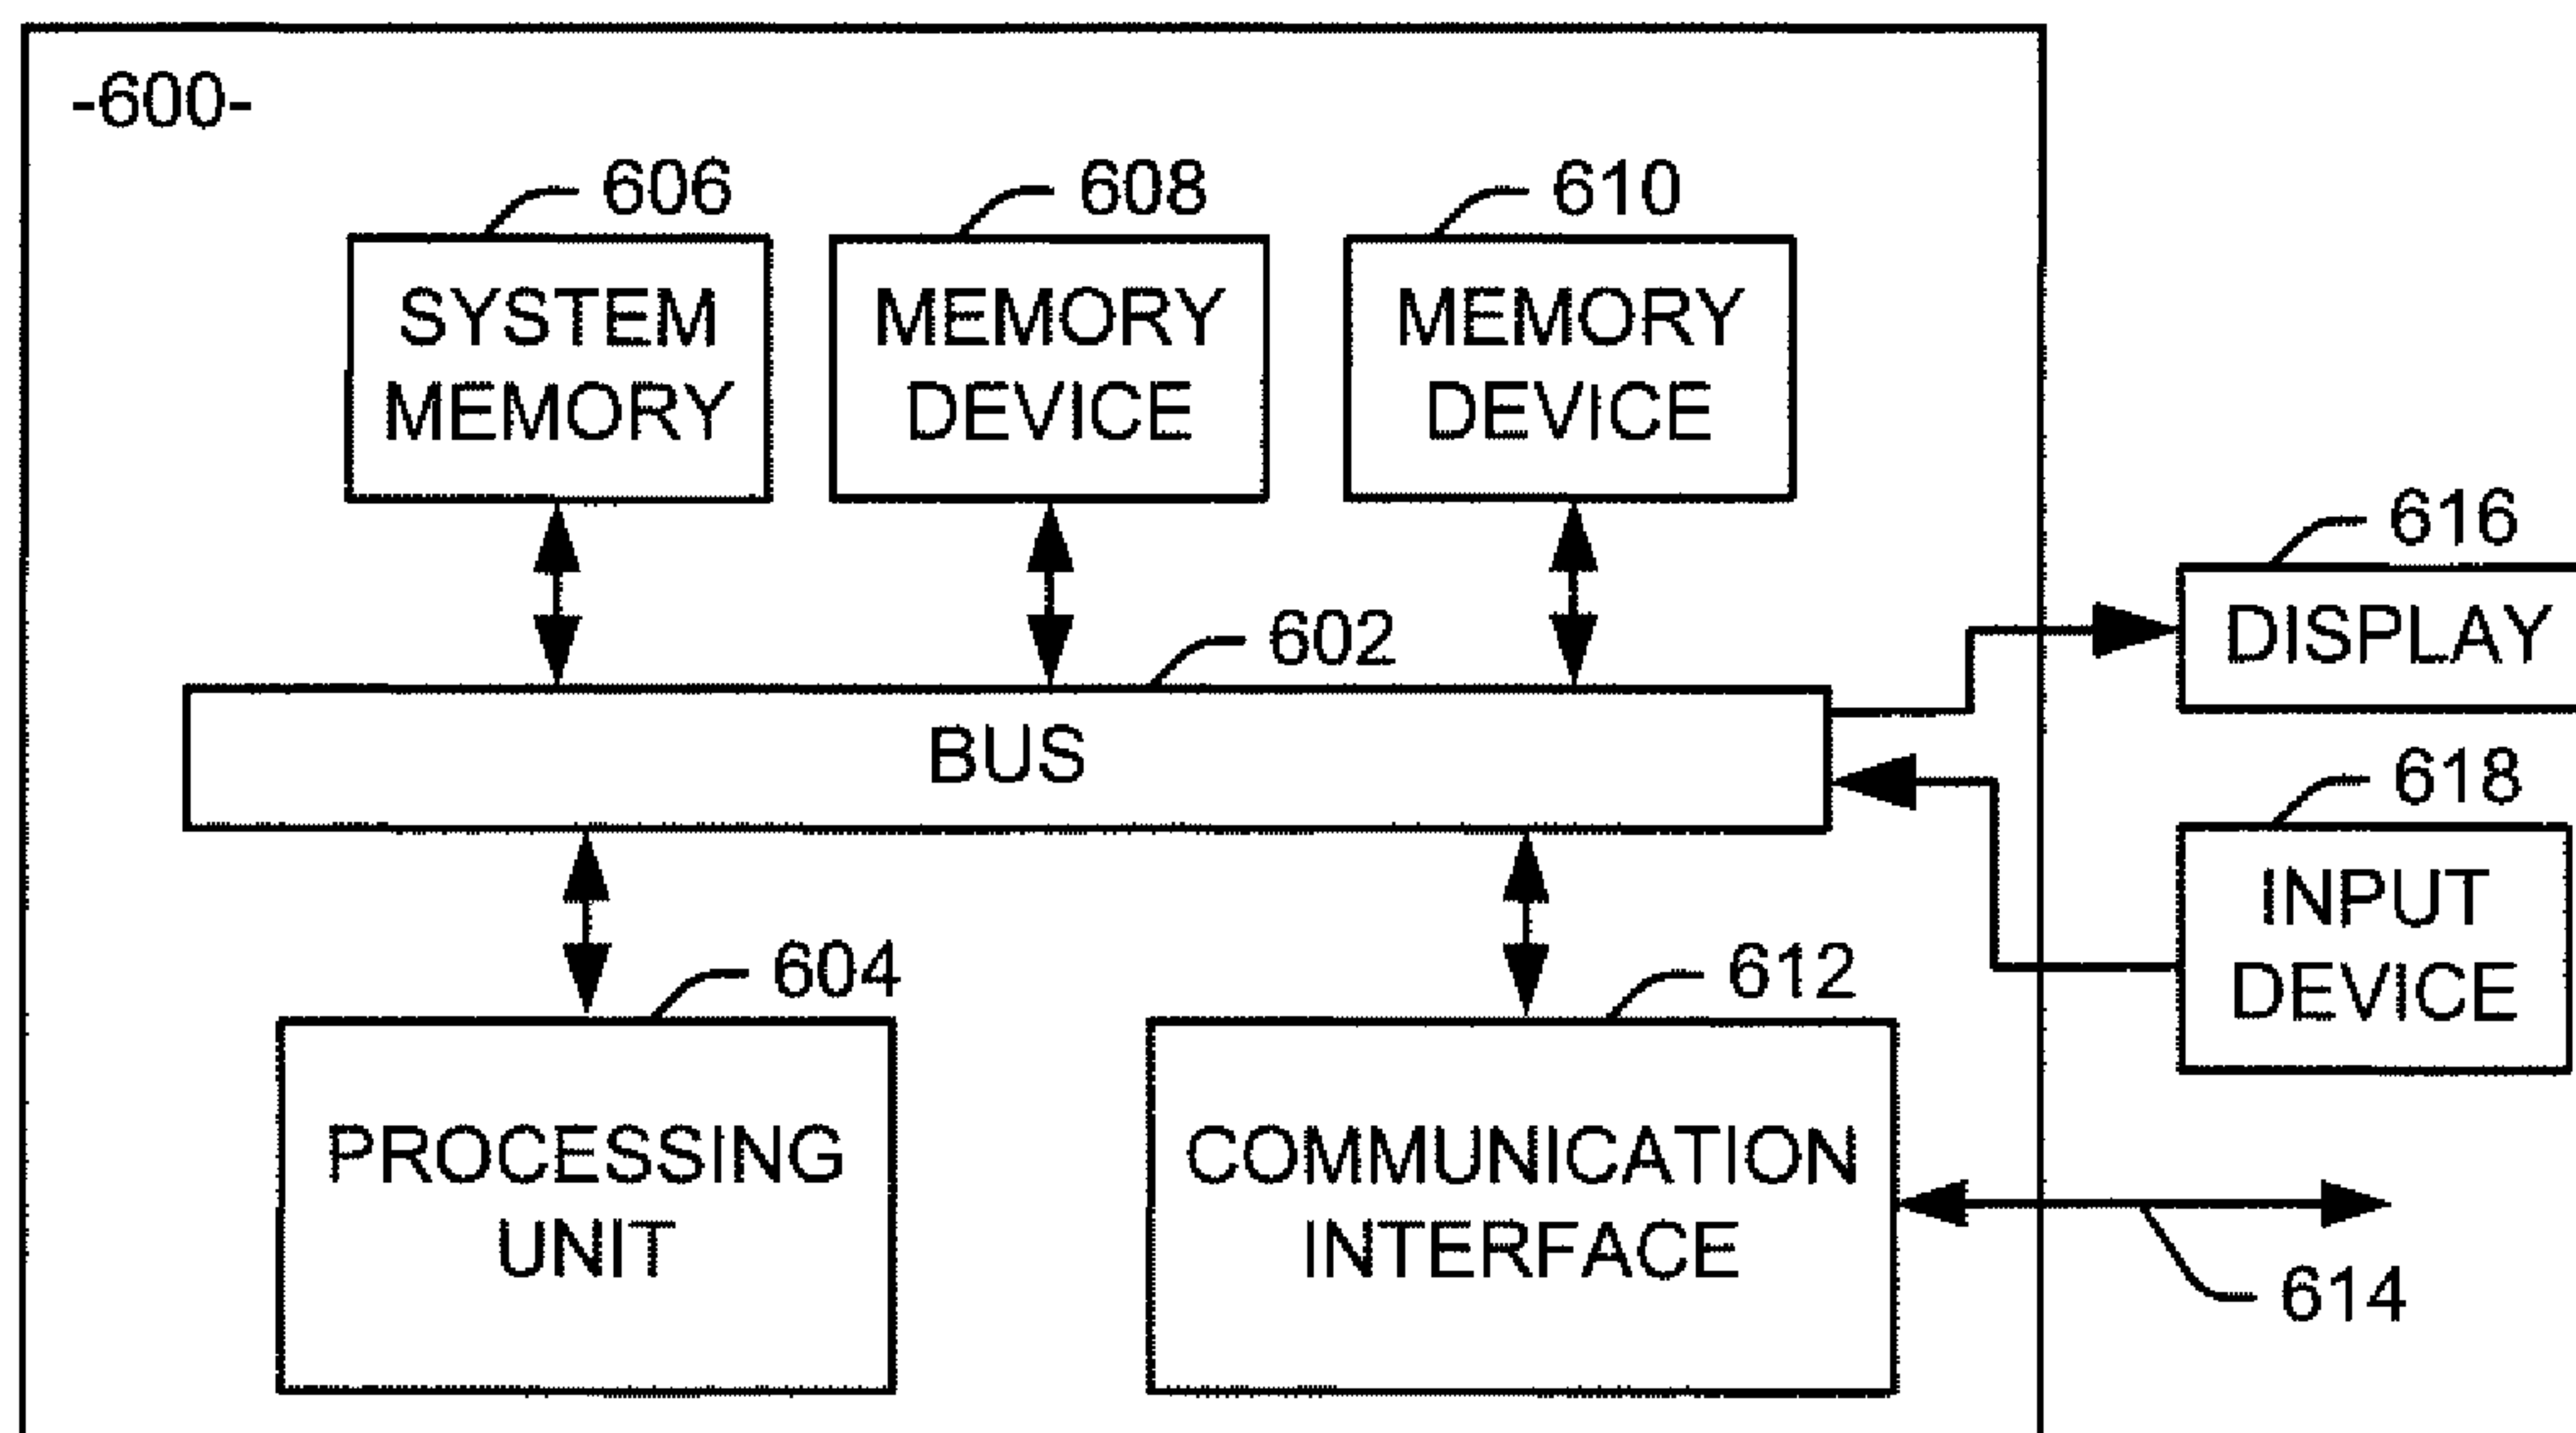 -600-
606
608
610
SYSTEM
MEMORY
MEMORY
DEVICE
MEMORY
DEVICE
616
DISPLAY
602
BUS
618
INPUT
DEVICE
604
612
PROCESSING
UNIT
COMMUNICATION
INTERFACE
614